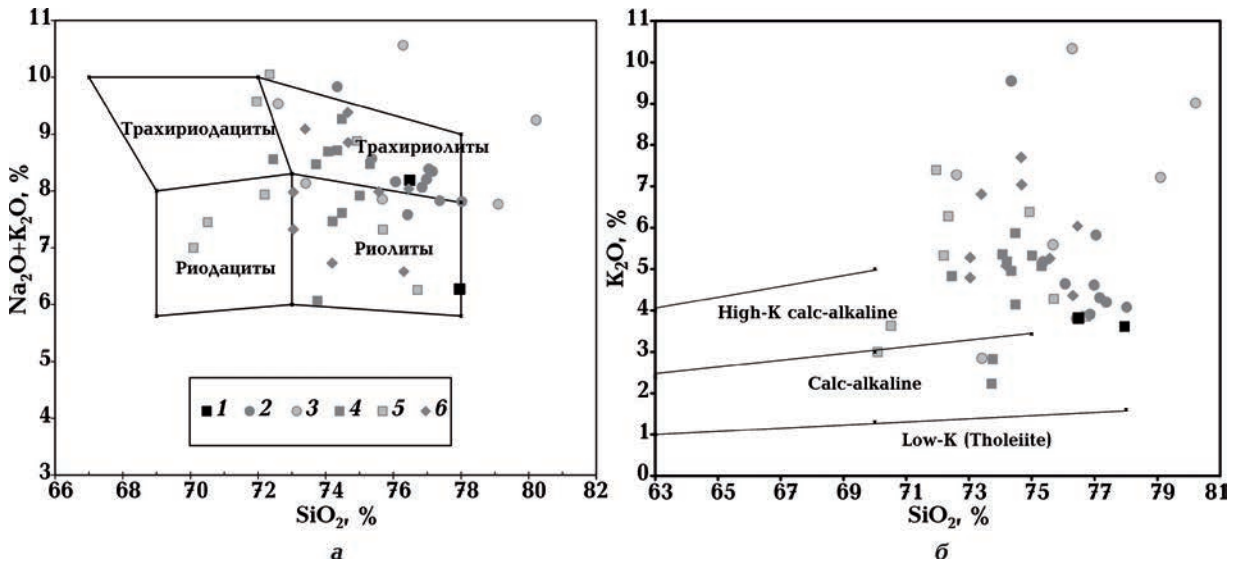 11
10
9
8
7
6
5
4
3
Na₂O+K₂O, %
Трахириодациты
Трахириолиты
Риодациты
Риолиты
1 2 3 4 5 6
66 68 70 72 74 76 78 80 82
SiO₂, %
а
11
10
9
8
7
6
5
4
3
2
1
0
K₂O, %
High-K calc-alkaline
Calc-alkaline
Low-K (Tholeiite)
63 65 67 69 71 73 75 77 79 81
SiO₂, %
б